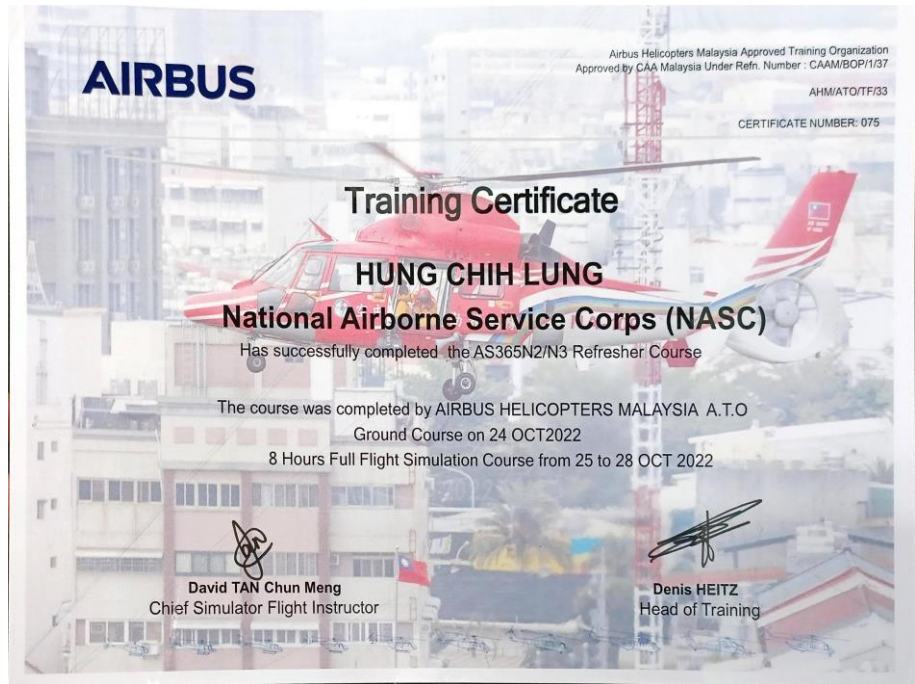 AIRBUS
Airbus Helicopters Malaysia Approved Training Organization
Approved by CAA Malaysia Under Refn. Number : CAAM/BOP/1/37
AHM/ATO/TF/33
CERTIFICATE NUMBER: 075
Training Certificate
HUNG CHIH LUNG
National Airborne Service Corps (NASC)
Has successfully completed the AS365N2/N3 Refresher Course
The course was completed by AIRBUS HELICOPTERS MALAYSIA A.T.O
Ground Course on 24 OCT2022
8 Hours Full Flight Simulation Course from 25 to 28 OCT 2022
David TAN Chun Meng
Chief Simulator Flight Instructor
Denis HEITZ
Head of Training